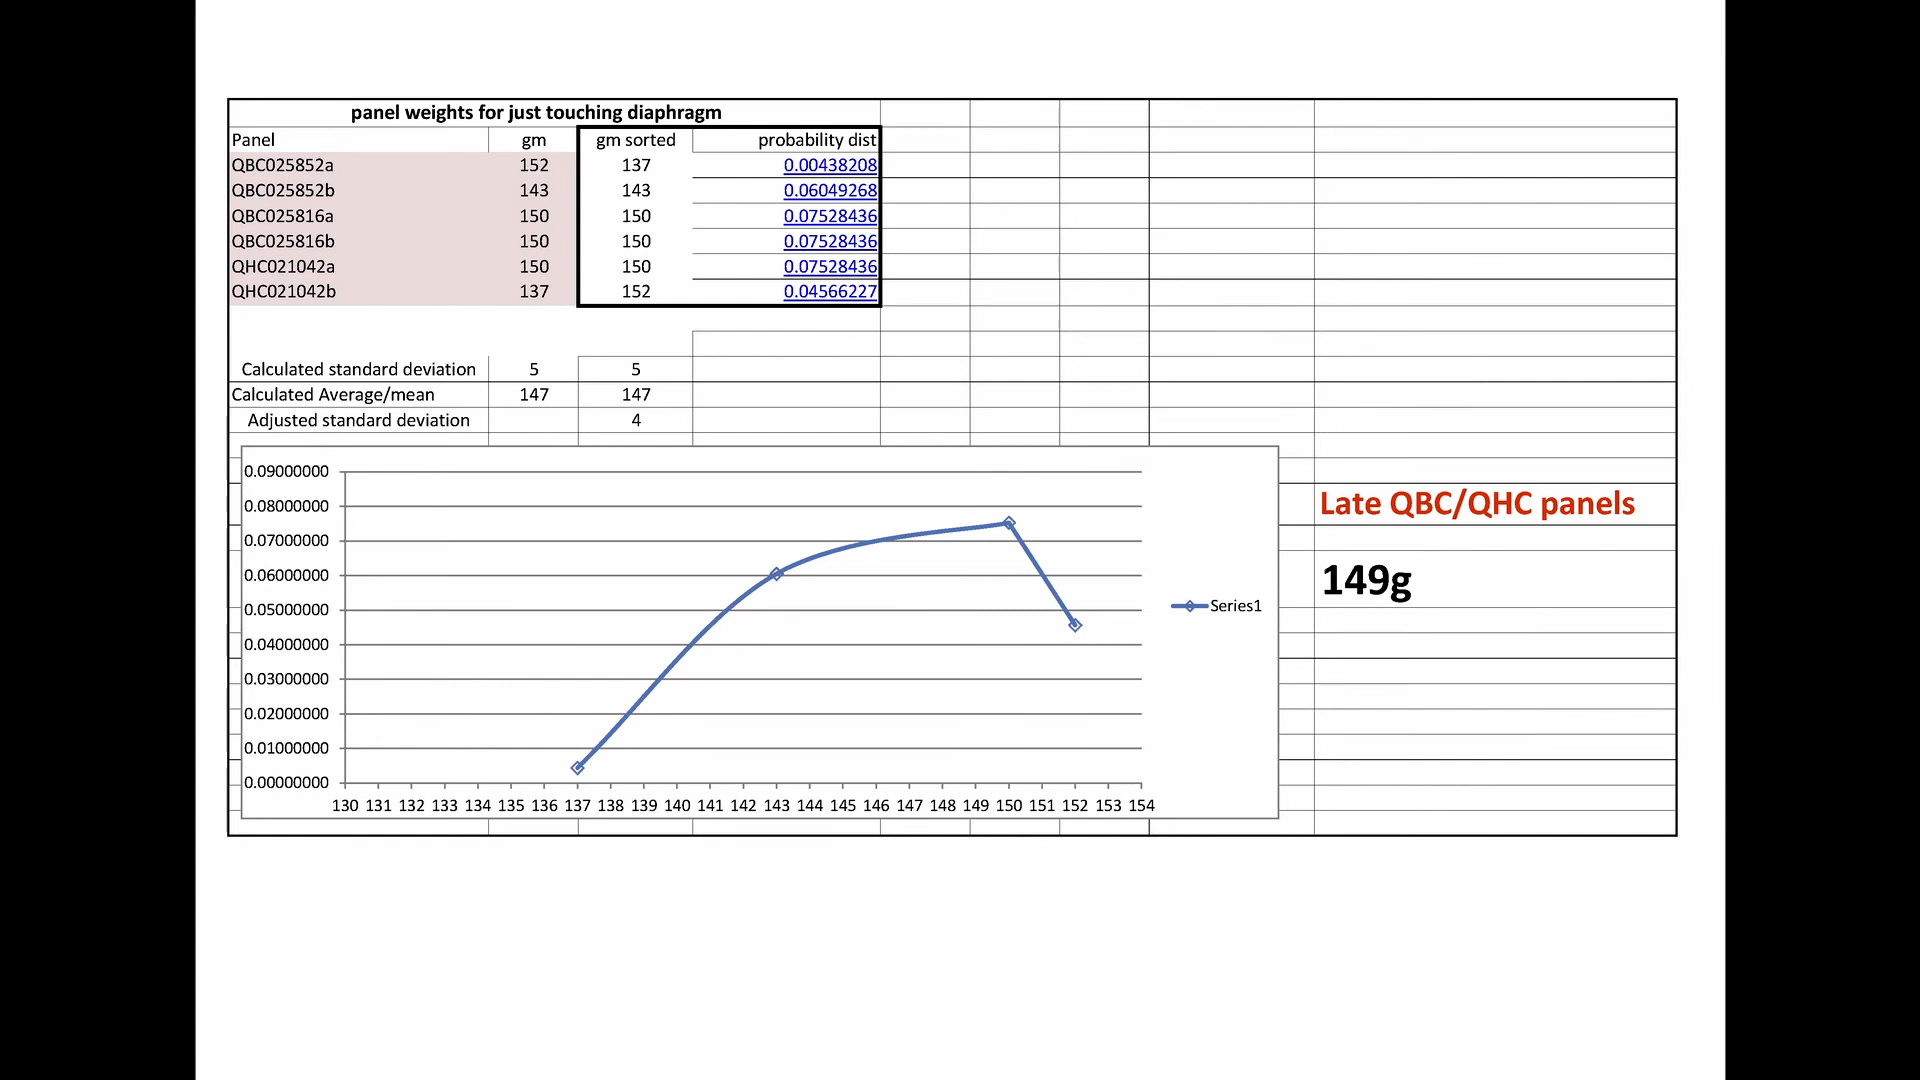 panel weights for just touching diaphragm
Panel gm gm sorted probability dist
QBC025852a 152 137 0.00438208
QBC025852b 143 143 0.06049268
QBC025816a 150 150 0.07528436
QBC025816b 150 150 0.07528436
QHC021042a 150 150 0.07528436
QHC021042b 137 152 0.04566227
Calculated standard deviation 5 5
Calculated Average/mean 147 147
Adjusted standard deviation 4
0.09000000
0.08000000
0.07000000
0.06000000
0.05000000
0.04000000
0.03000000
0.02000000
0.01000000
0.00000000
130 131 132 133 134 135 136 137 138 139 140 141 142 143 144 145 146 147 148 149 150 151 152 153 154
Series1
Late QBC/QHC panels
149g